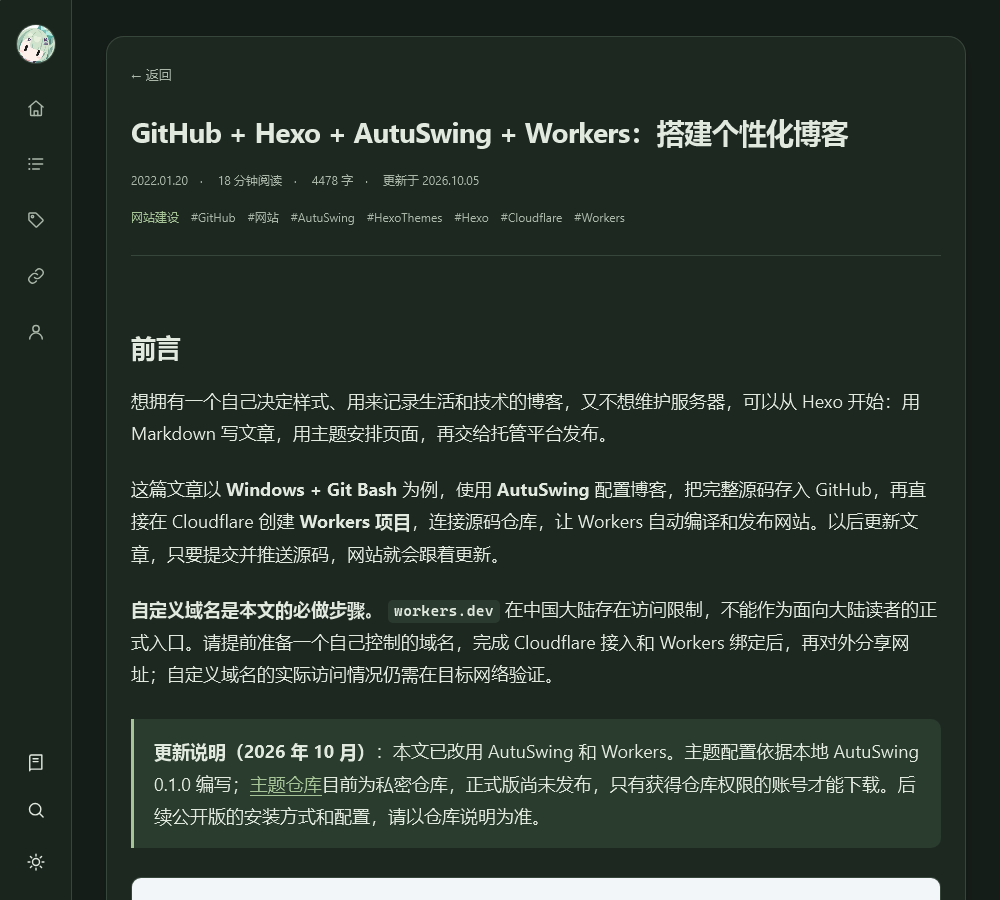 ← 返回
GitHub + Hexo + AutuSwing + Workers：搭建个性化博客
2022.01.20 · 18 分钟阅读 · 4478 字 · 更新于 2026.10.05
网站建设 #GitHub #网站 #AutuSwing #HexoThemes #Hexo #Cloudflare #Workers
前言
想拥有一个自己决定样式、用来记录生活和技术的博客，又不想维护服务器，可以从 Hexo 开始：用
Markdown 写文章，用主题安排页面，再交给托管平台发布。
这篇文章以 Windows + Git Bash 为例，使用 AutuSwing 配置博客，把完整源码存入 GitHub，再直
接在 Cloudflare 创建 Workers 项目，连接源码仓库，让 Workers 自动编译和发布网站。以后更新文
章，只要提交并推送源码，网站就会跟着更新。
自定义域名是本文的必做步骤。 workers.dev 在中国大陆存在访问限制，不能作为面向大陆读者的正
式入口。请提前准备一个自己控制的域名，完成 Cloudflare 接入和 Workers 绑定后，再对外分享网
址；自定义域名的实际访问情况仍需在目标网络验证。
更新说明（2026 年 10 月）：本文已改用 AutuSwing 和 Workers。主题配置依据本地 AutuSwing
0.1.0 编写；主题仓库目前为私密仓库，正式版尚未发布，只有获得仓库权限的账号才能下载。后
续公开版的安装方式和配置，请以仓库说明为准。